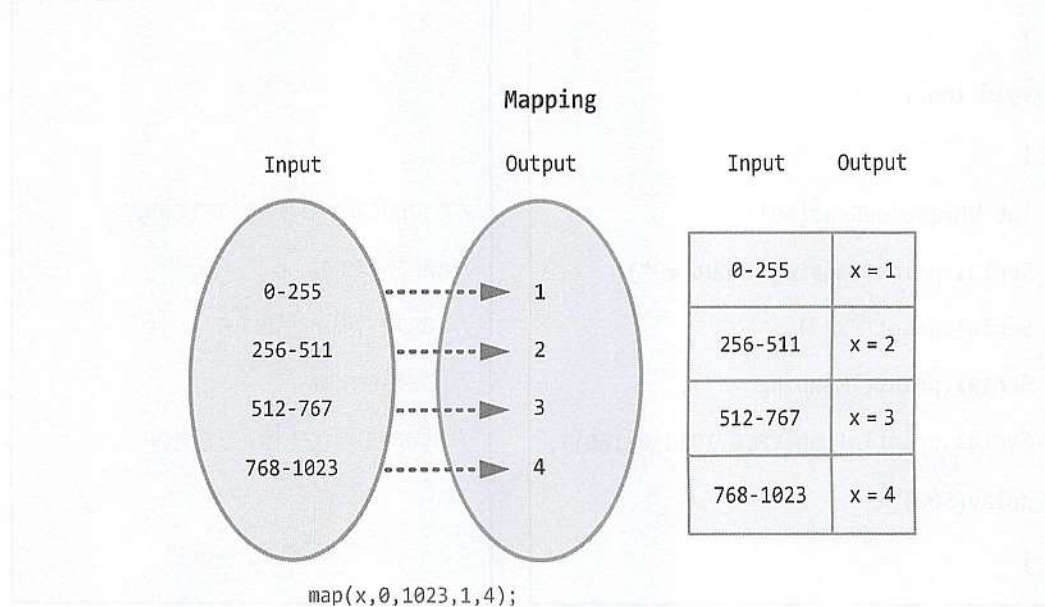 Mapping
Input Output Input Output
0-255 1 0-255 x = 1
256-511 2 256-511 x = 2
512-767 3 512-767 x = 3
768-1023 4 768-1023 x = 4
map(x,0,1023,1,4);